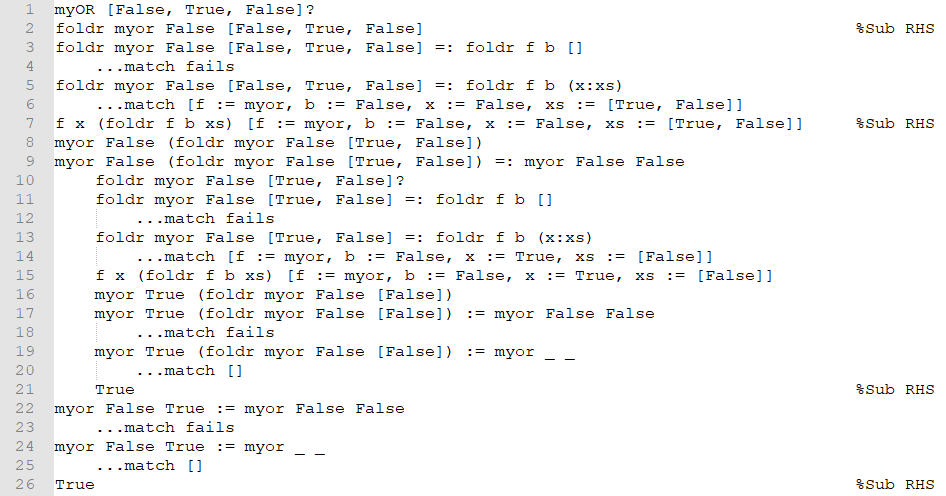 1 myOR [False, True, False]?
2 foldr myor False [False, True, False] %Sub RHS
3 foldr myor False [False, True, False] =: foldr f b []
4 ...match fails
5 foldr myor False [False, True, False] =: foldr f b (x:xs)
6 ...match [f := myor, b := False, x := False, xs := [True, False]]
7 f x (foldr f b xs) [f := myor, b := False, x := False, xs := [True, False]] %Sub RHS
8 myor False (foldr myor False [True, False])
9 myor False (foldr myor False [True, False]) =: myor False False
10 foldr myor False [True, False]?
11 foldr myor False [True, False] =: foldr f b []
12 ...match fails
13 foldr myor False [True, False] =: foldr f b (x:xs)
14 ...match [f := myor, b := False, x := True, xs := [False]]
15 f x (foldr f b xs) [f := myor, b := False, x := True, xs := [False]]
16 myor True (foldr myor False [False])
17 myor True (foldr myor False [False]) := myor False False
18 ...match fails
19 myor True (foldr myor False [False]) := myor _ _
20 ...match []
21 True %Sub RHS
22 myor False True := myor False False
23 ...match fails
24 myor False True := myor _ _
25 ...match []
26 True %Sub RHS